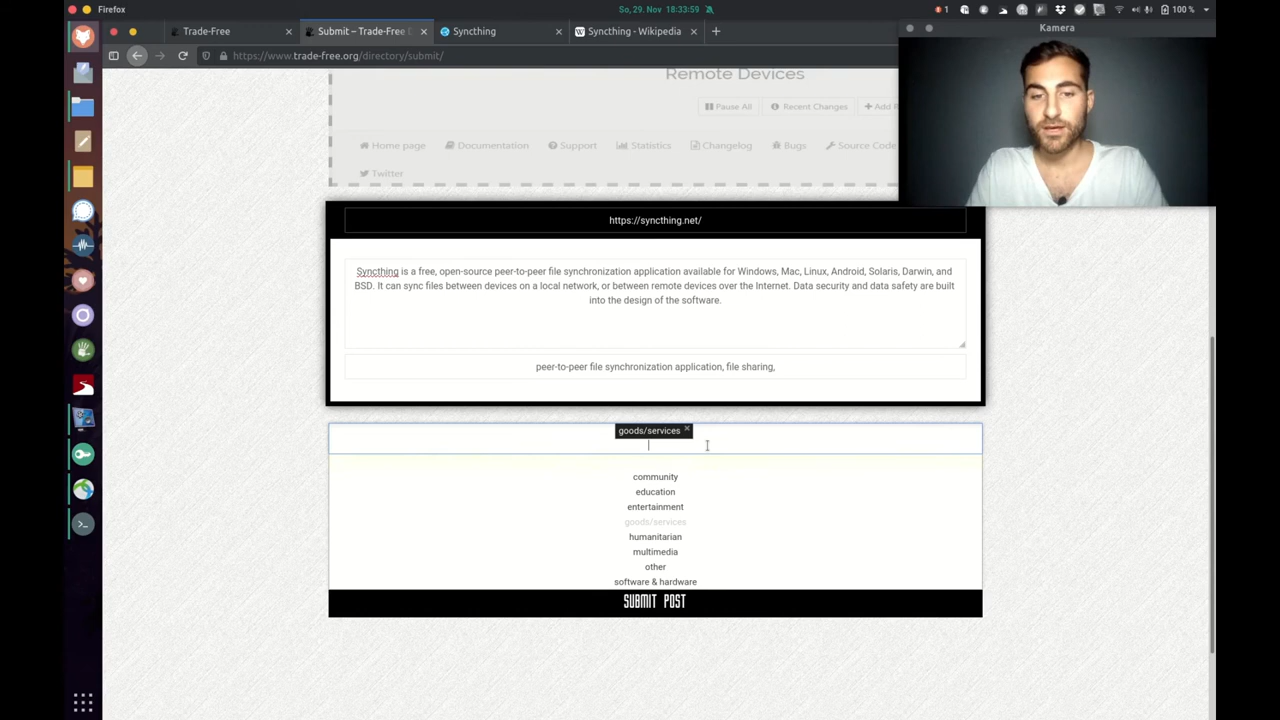 Firefox
So, 29. Nov 18:33:59
1
100 %
Kamera
Trade-Free
Submit – Trade-Free
Syncthing
Syncthing - Wikipedia
https://www.trade-free.org/directory/submit/
Remote Devices
Pause All
Recent Changes
Add R
Home page
Documentation
Support
Statistics
Changelog
Bugs
Source Code
Twitter
https://syncthing.net/
Syncthing is a free, open-source peer-to-peer file synchronization application available for Windows, Mac, Linux, Android, Solaris, Darwin, and
BSD. It can sync files between devices on a local network, or between remote devices over the Internet. Data security and data safety are built
into the design of the software.
peer-to-peer file synchronization application, file sharing,
goods/services
community
education
entertainment
goods/services
humanitarian
multimedia
other
software & hardware
SUBMIT POST